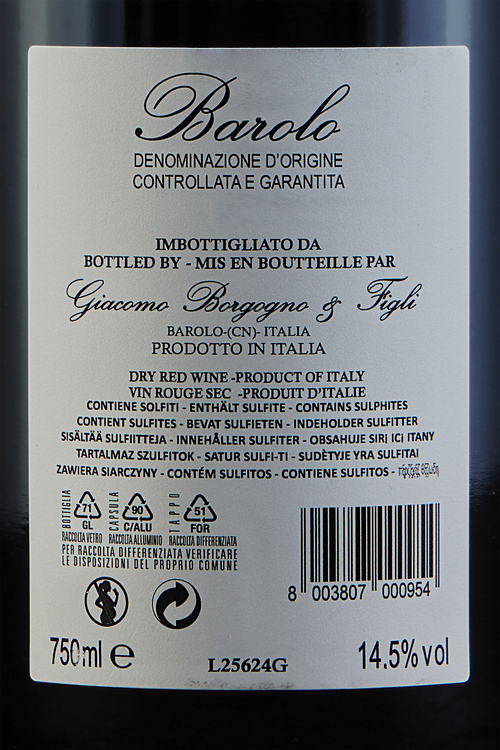 Barolo
DENOMINAZIONE D'ORIGINE
CONTROLLATA E GARANTITA
IMBOTTIGLIATO DA
BOTTLED BY - MIS EN BOUTTEILLE PAR
Giacomo Borgogno & Figli
BAROLO-(CN)- ITALIA
PRODOTTO IN ITALIA
DRY RED WINE -PRODUCT OF ITALY
VIN ROUGE SEC -PRODUIT D'ITALIE
CONTIENE SOLFITI - ENTHÄLT SULFITE - CONTAINS SULPHITES
CONTIENT SULFITES - BEVAT SULFIETEN - INDEHOLDER SULFITTER
SISÄLTÄÄ SULFIITTEJA - INNEHÅLLER SULFITER - OBSAHUJE SIRI ICI ITANY
TARTALMAZ SZULFITOK - SATUR SULFI-TI - SUDĖTYJE YRA SULFITAI
ZAWIERA SIARCZYNY - CONTÉM SULFITOS - CONTIENE SULFITOS -
BOTTIGLIA 71 GL CAPSULA 90 C/ALU TAPPO 51 FOR
RACCOLTA VETRO RACCOLTA ALLUMINIO RACCOLTA DIFFERENZIATA
PER RACCOLTA DIFFERENZIATA VERIFICARE
LE DISPOSIZIONI DEL PROPRIO COMUNE
8 003807 000954
750ml e L25624G 14.5% vol